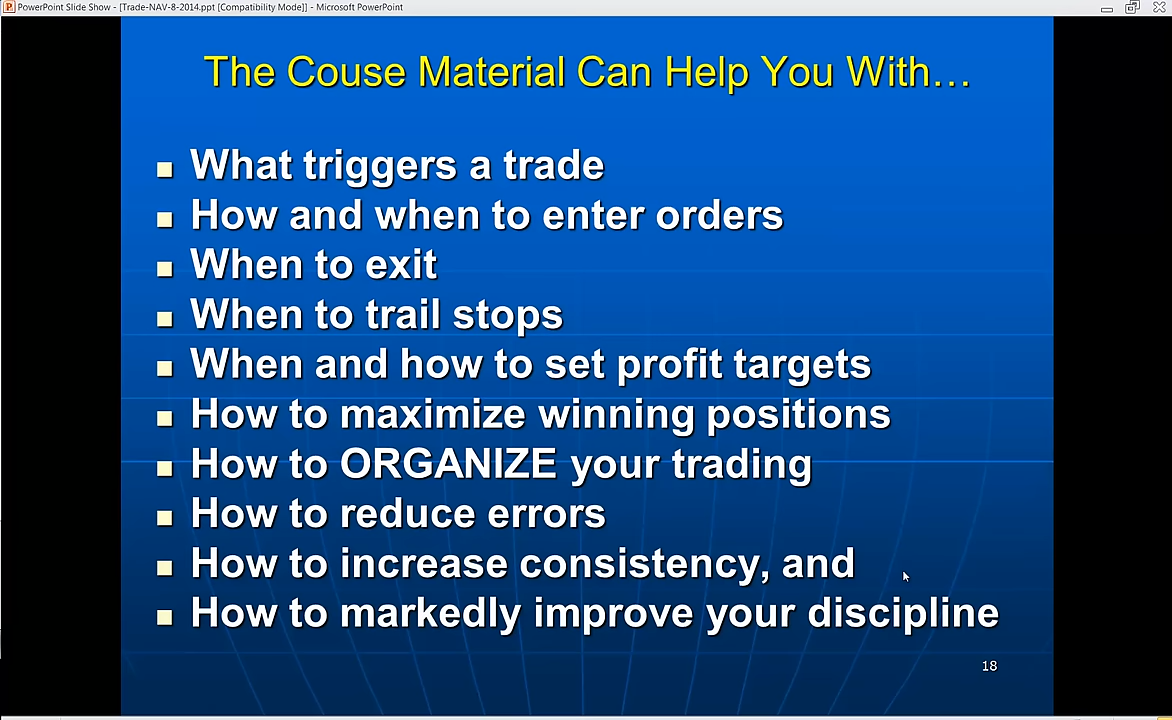 PowerPoint Slide Show - [Trade-NAV-8-2014.ppt [Compatibility Mode]] - Microsoft PowerPoint
The Couse Material Can Help You With…
What triggers a trade
How and when to enter orders
When to exit
When to trail stops
When and how to set profit targets
How to maximize winning positions
How to ORGANIZE your trading
How to reduce errors
How to increase consistency, and
How to markedly improve your discipline
18